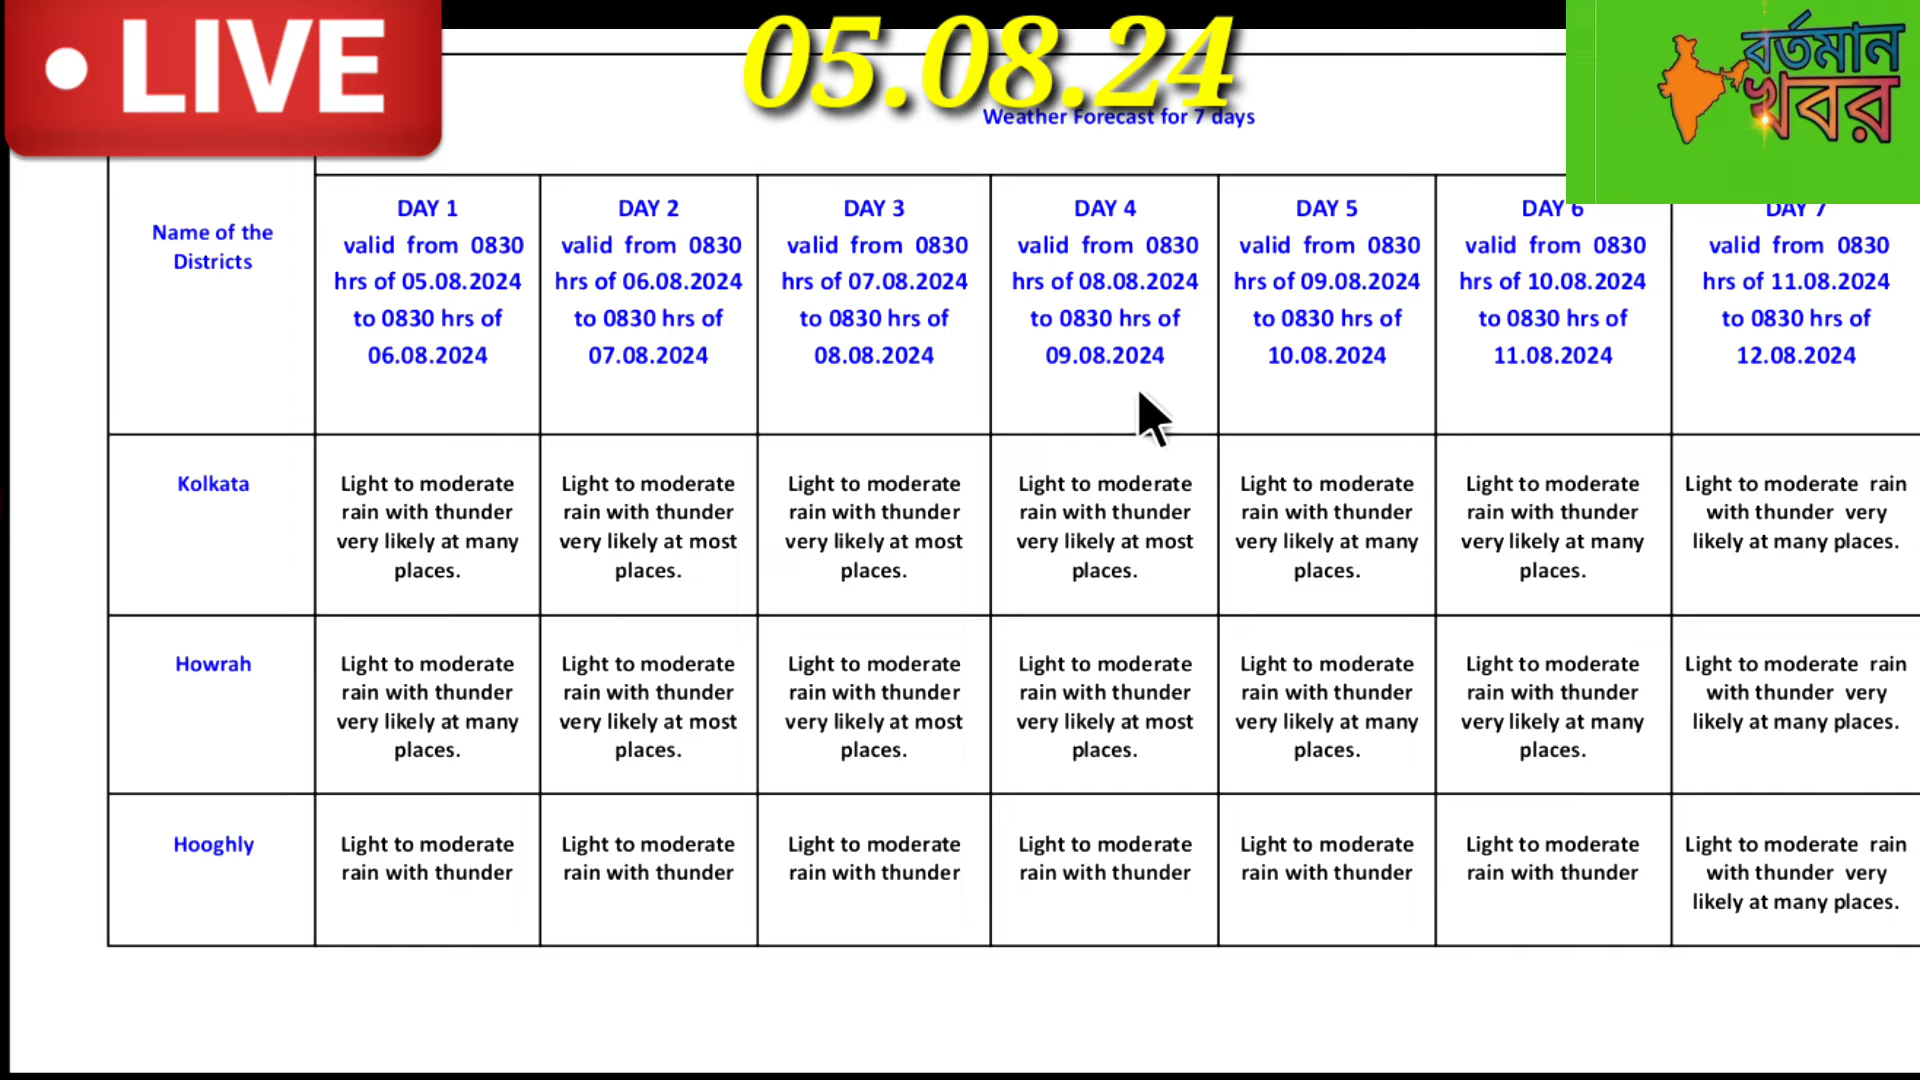 LIVE
05.08.24
বর্তমান
খবর
Weather Forecast for 7 days
Name of the
Districts
DAY 1
valid from 0830
hrs of 05.08.2024
to 0830 hrs of
06.08.2024
DAY 2
valid from 0830
hrs of 06.08.2024
to 0830 hrs of
07.08.2024
DAY 3
valid from 0830
hrs of 07.08.2024
to 0830 hrs of
08.08.2024
DAY 4
valid from 0830
hrs of 08.08.2024
to 0830 hrs of
09.08.2024
DAY 5
valid from 0830
hrs of 09.08.2024
to 0830 hrs of
10.08.2024
DAY 6
valid from 0830
hrs of 10.08.2024
to 0830 hrs of
11.08.2024
DAY 7
valid from 0830
hrs of 11.08.2024
to 0830 hrs of
12.08.2024
Kolkata
Light to moderate
rain with thunder
very likely at many
places.
Light to moderate
rain with thunder
very likely at most
places.
Light to moderate
rain with thunder
very likely at most
places.
Light to moderate
rain with thunder
very likely at most
places.
Light to moderate
rain with thunder
very likely at many
places.
Light to moderate
rain with thunder
very likely at many
places.
Light to moderate rain
with thunder very
likely at many places.
Howrah
Light to moderate
rain with thunder
very likely at many
places.
Light to moderate
rain with thunder
very likely at most
places.
Light to moderate
rain with thunder
very likely at most
places.
Light to moderate
rain with thunder
very likely at most
places.
Light to moderate
rain with thunder
very likely at many
places.
Light to moderate
rain with thunder
very likely at many
places.
Light to moderate rain
with thunder very
likely at many places.
Hooghly
Light to moderate
rain with thunder
Light to moderate
rain with thunder
Light to moderate
rain with thunder
Light to moderate
rain with thunder
Light to moderate
rain with thunder
Light to moderate
rain with thunder
Light to moderate rain
with thunder very
likely at many places.